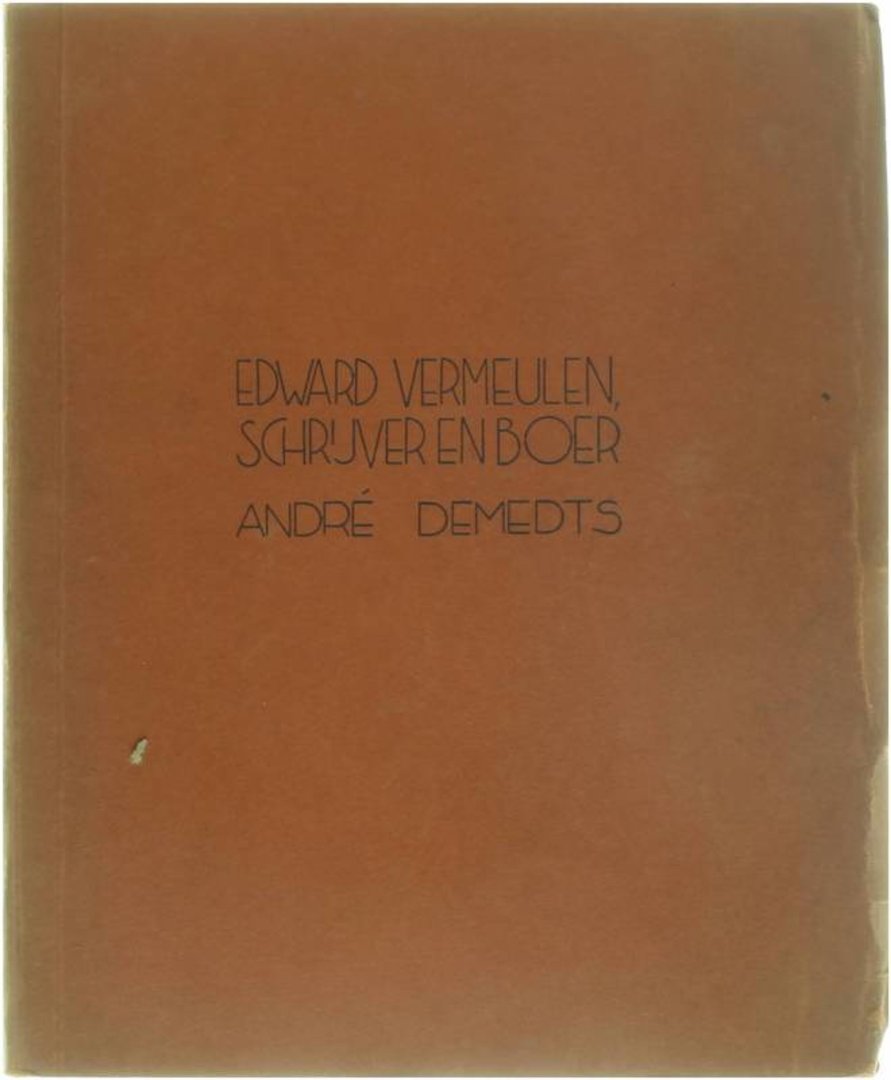 EDWARD VERMEULEN,
SCHRIJVER EN BOER
ANDRÉ DEMEDTS